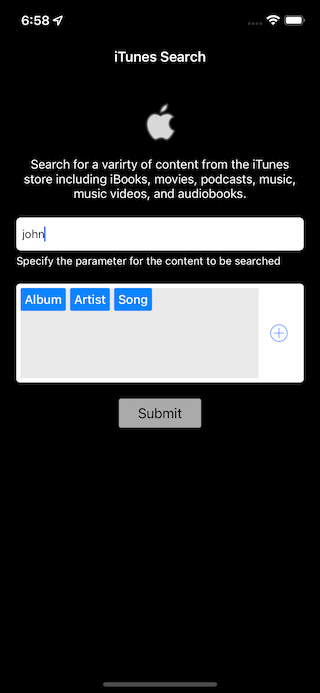 6:58
iTunes Search
Search for a varirty of content from the iTunes
store including iBooks, movies, podcasts, music,
music videos, and audiobooks.
john
Specify the parameter for the content to be searched
Album Artist Song
Submit